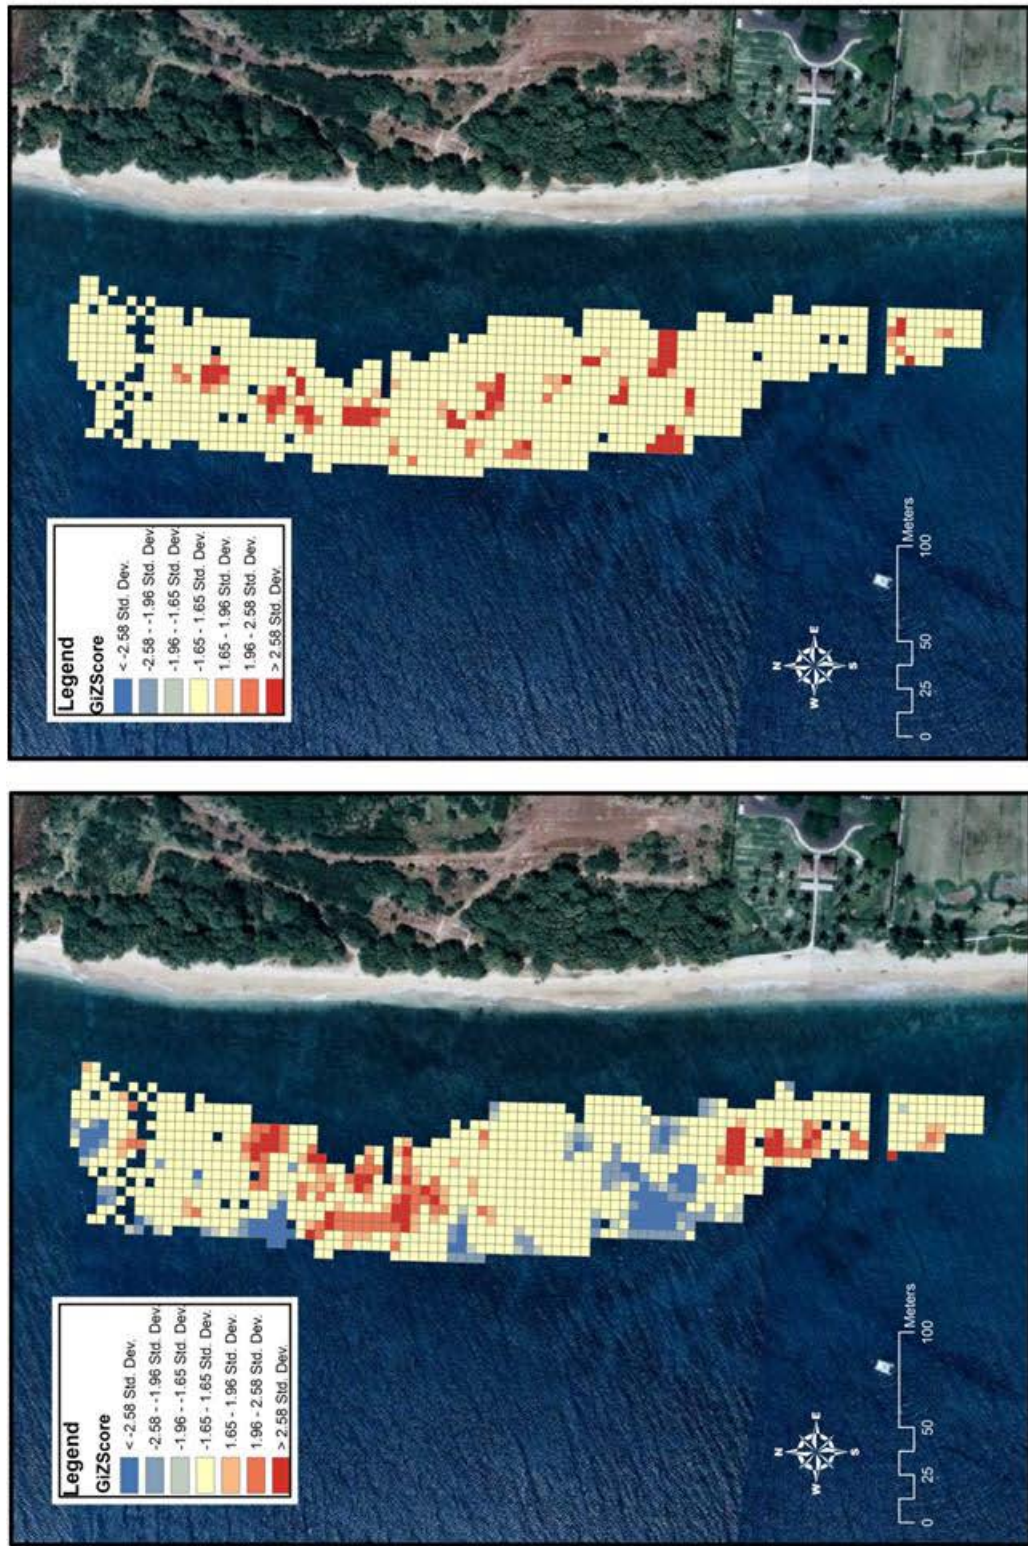 Legend
GiZScore
< -2.58 Std. Dev.
-2.58 - -1.96 Std. Dev.
-1.96 - -1.65 Std. Dev.
-1.65 - 1.65 Std. Dev.
1.65 - 1.96 Std. Dev.
1.96 - 2.58 Std. Dev.
> 2.58 Std. Dev.
N
W
E
S
0 25 50 100
Meters
Legend
GiZScore
< -2.58 Std. Dev.
-2.58 - -1.96 Std. Dev.
-1.96 - -1.65 Std. Dev.
-1.65 - 1.65 Std. Dev.
1.65 - 1.96 Std. Dev.
1.96 - 2.58 Std. Dev.
> 2.58 Std. Dev.
N
W
E
S
0 25 50 100
Meters